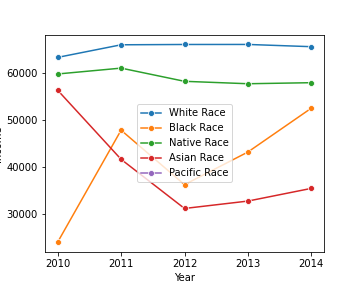 60000
50000
40000
30000
White Race
Black Race
Native Race
Asian Race
Pacific Race
2010 2011 2012 2013 2014
Year